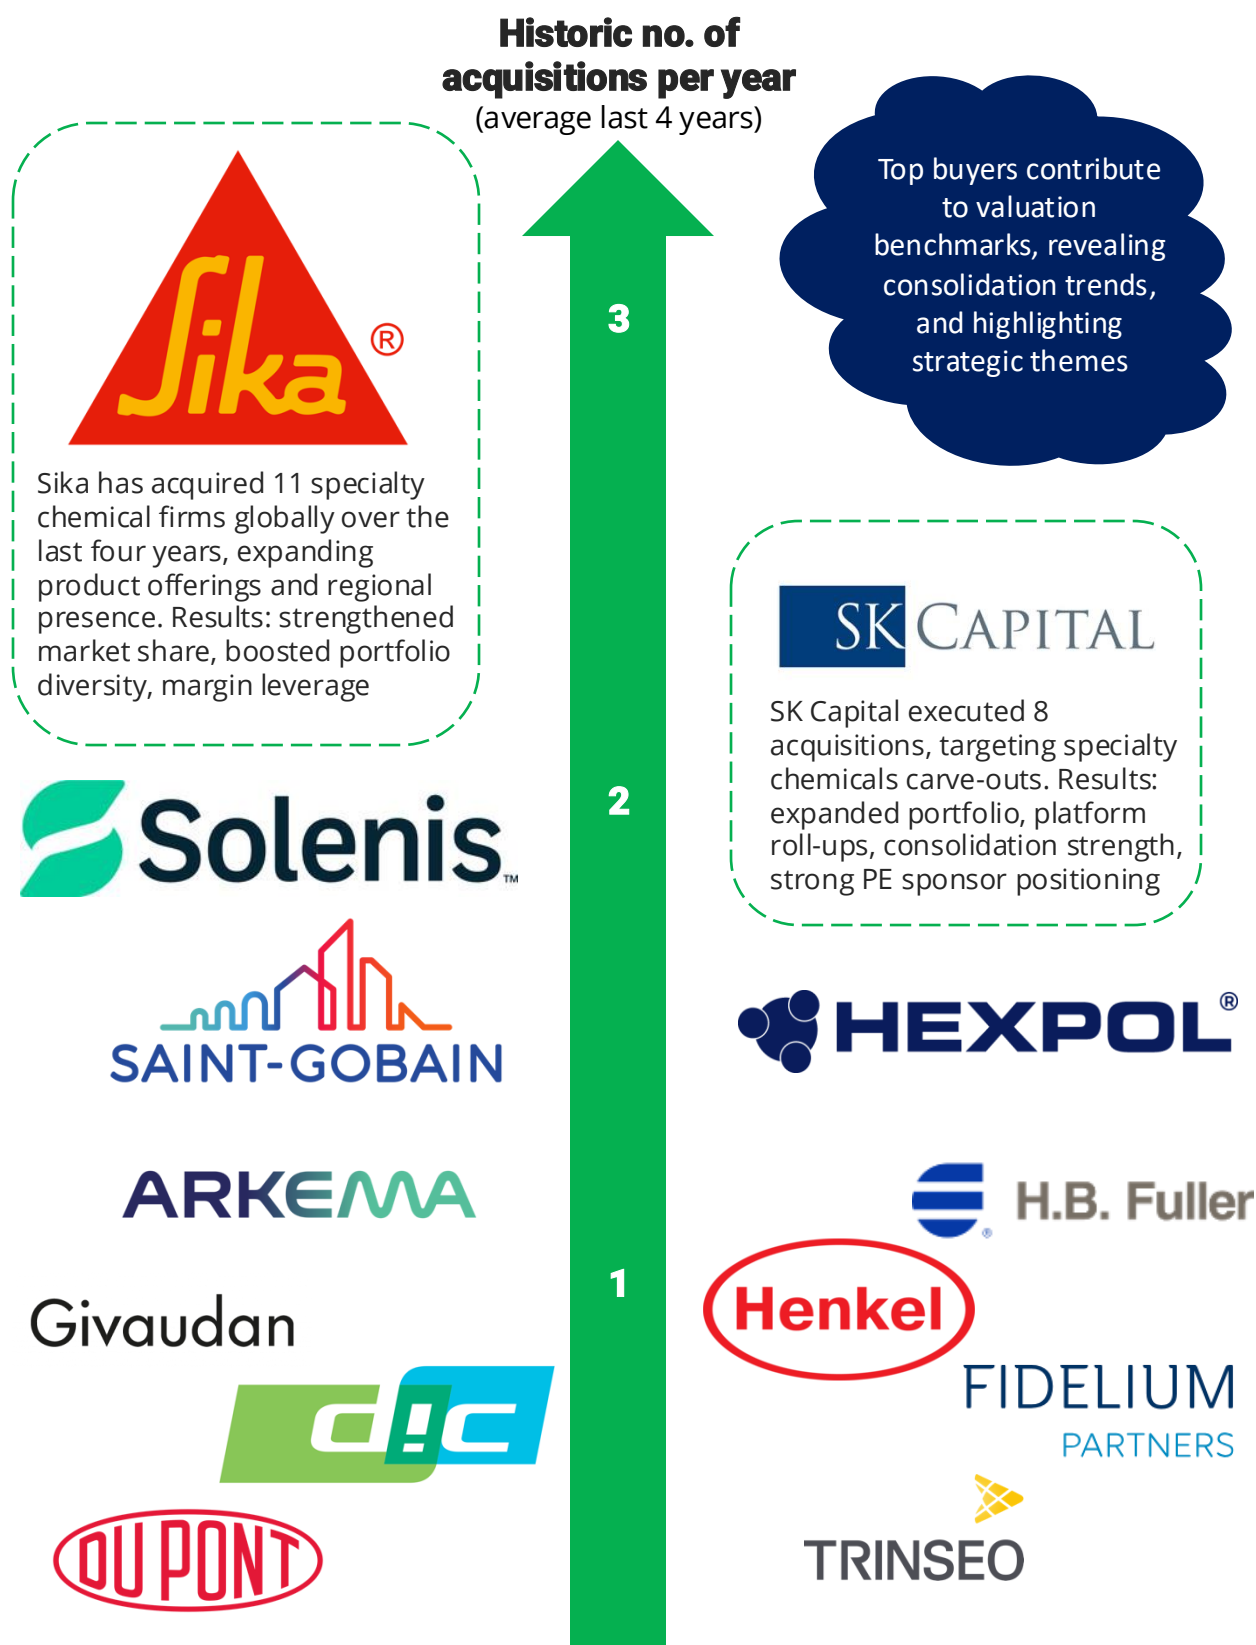 Historic no. of
acquisitions per year
(average last 4 years)
Sika ®
Sika has acquired 11 specialty
chemical firms globally over the
last four years, expanding
product offerings and regional
presence. Results: strengthened
market share, boosted portfolio
diversity, margin leverage
Top buyers contribute
to valuation
benchmarks, revealing
consolidation trends,
and highlighting
strategic themes
3
SK CAPITAL
SK Capital executed 8
acquisitions, targeting specialty
chemicals carve-outs. Results:
expanded portfolio, platform
roll-ups, consolidation strength,
strong PE sponsor positioning
2
Solenis™
SAINT-GOBAIN
HEXPOL®
ARKEMA
H.B. Fuller
®
1
Givaudan
Henkel
dic
FIDELIUM
PARTNERS
DUPONT
TRINSEO